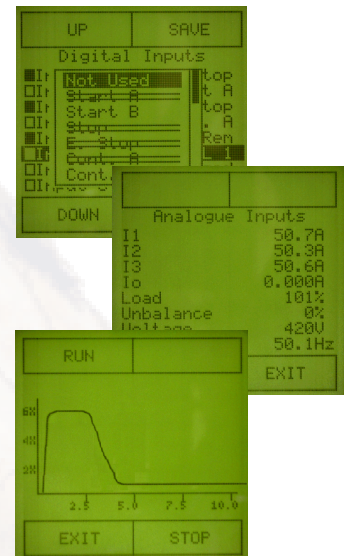 UP SAVE
Digital Inputs
Not Used
Start A
Start B
Stop
E. Stop
Cont. A
Cont.
top
t A
top
. A
Rem
1
DOWN
Analogue Inputs
I1 50.7A
I2 50.3A
I3 50.6A
Io 0.000A
Load 101%
Unbalance 0%
Voltage 420V
50.1Hz
EXIT
RUN
6X
4X
2X
2.5 5.0 7.5 10.0
EXIT STOP